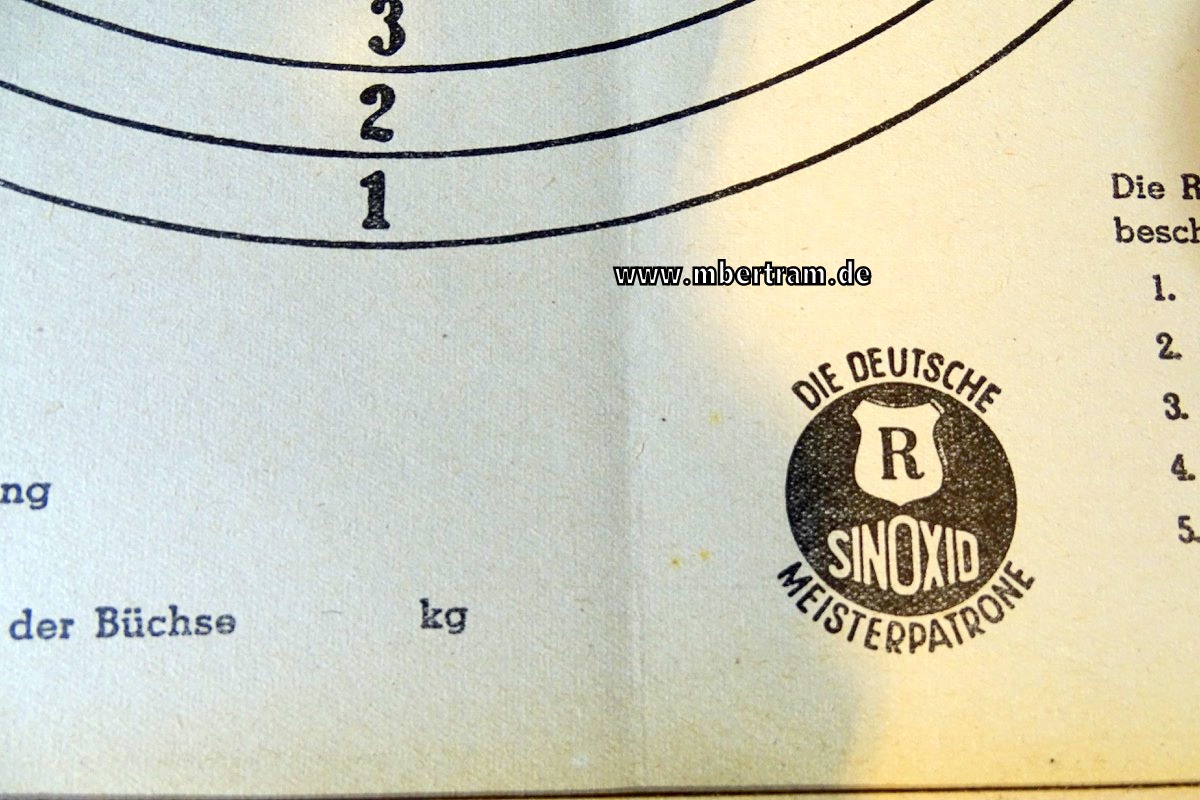 3
2
1
Die R
besch
1.
2.
3.
4.
5.
www.mbertram.de
DIE DEUTSCHE
R
SINOXID
MEISTERPATRONE
ng
der Büchse kg